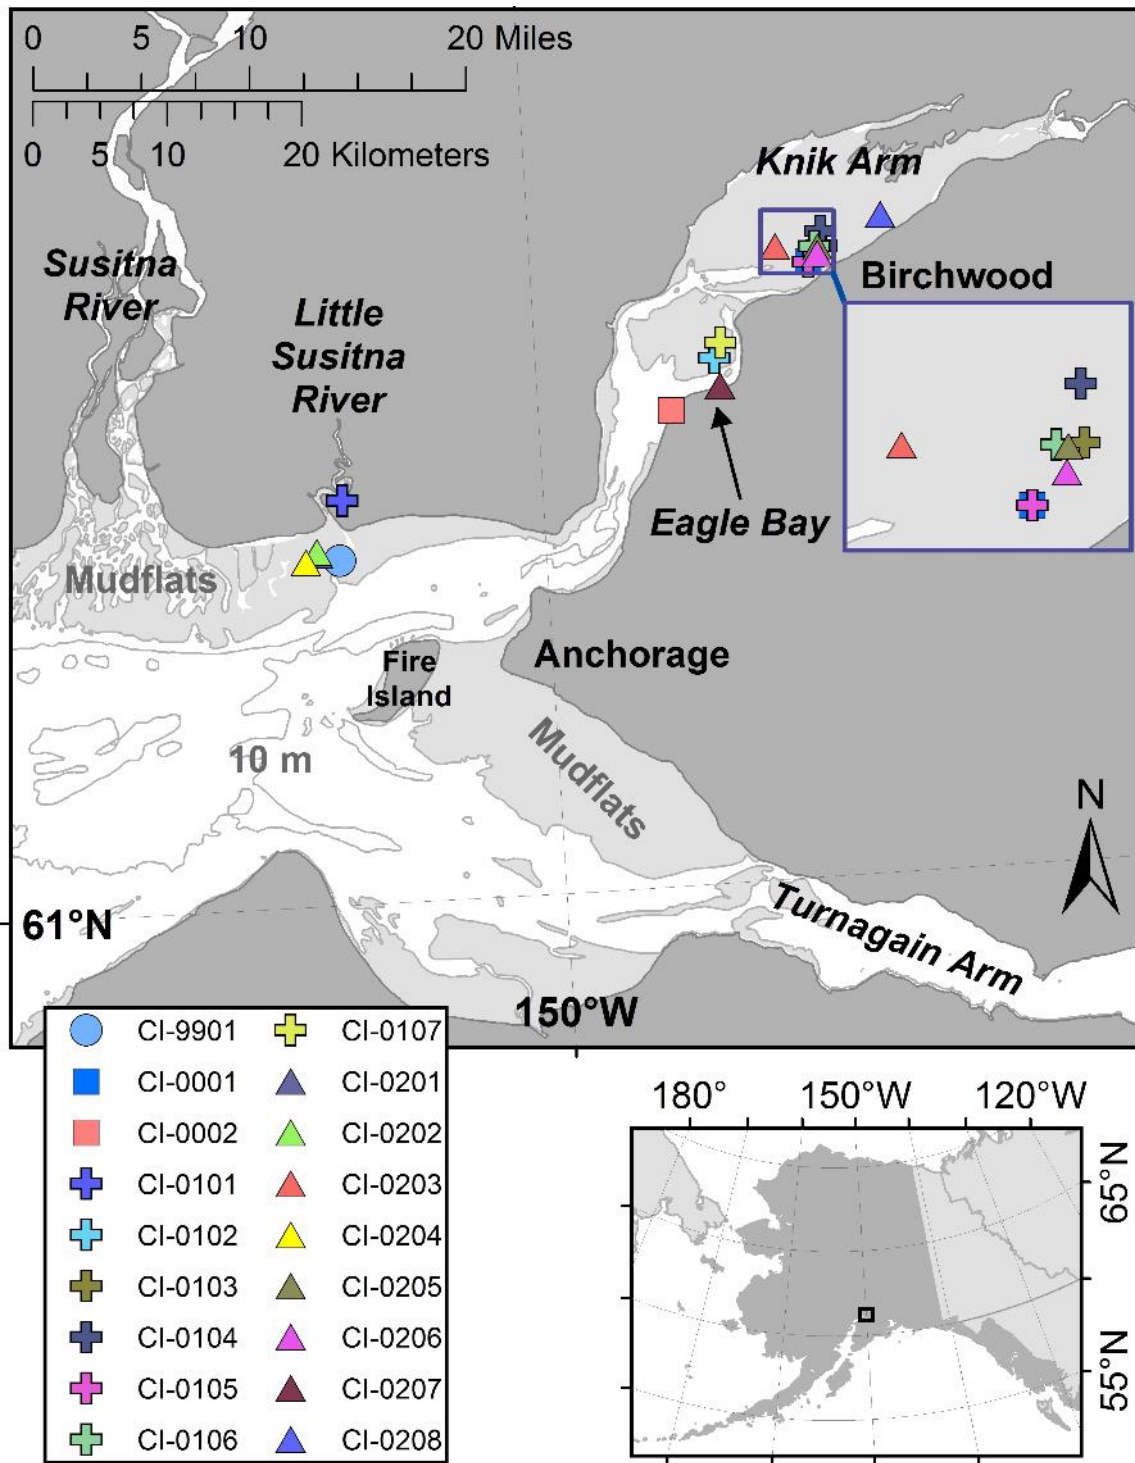 0 5 10 20 Miles
0 5 10 20 Kilometers
Knik Arm
Susitna
River
Little
Susitna
River
Birchwood
Eagle Bay
Mudflats
Anchorage
Fire
Island
10 m
Mudflats
N
61°N
Turnagain Arm
150°W
CI-9901
CI-0001
CI-0002
CI-0101
CI-0102
CI-0103
CI-0104
CI-0105
CI-0106
CI-0107
CI-0201
CI-0202
CI-0203
CI-0204
CI-0205
CI-0206
CI-0207
CI-0208
180° 150°W 120°W
65°N
55°N